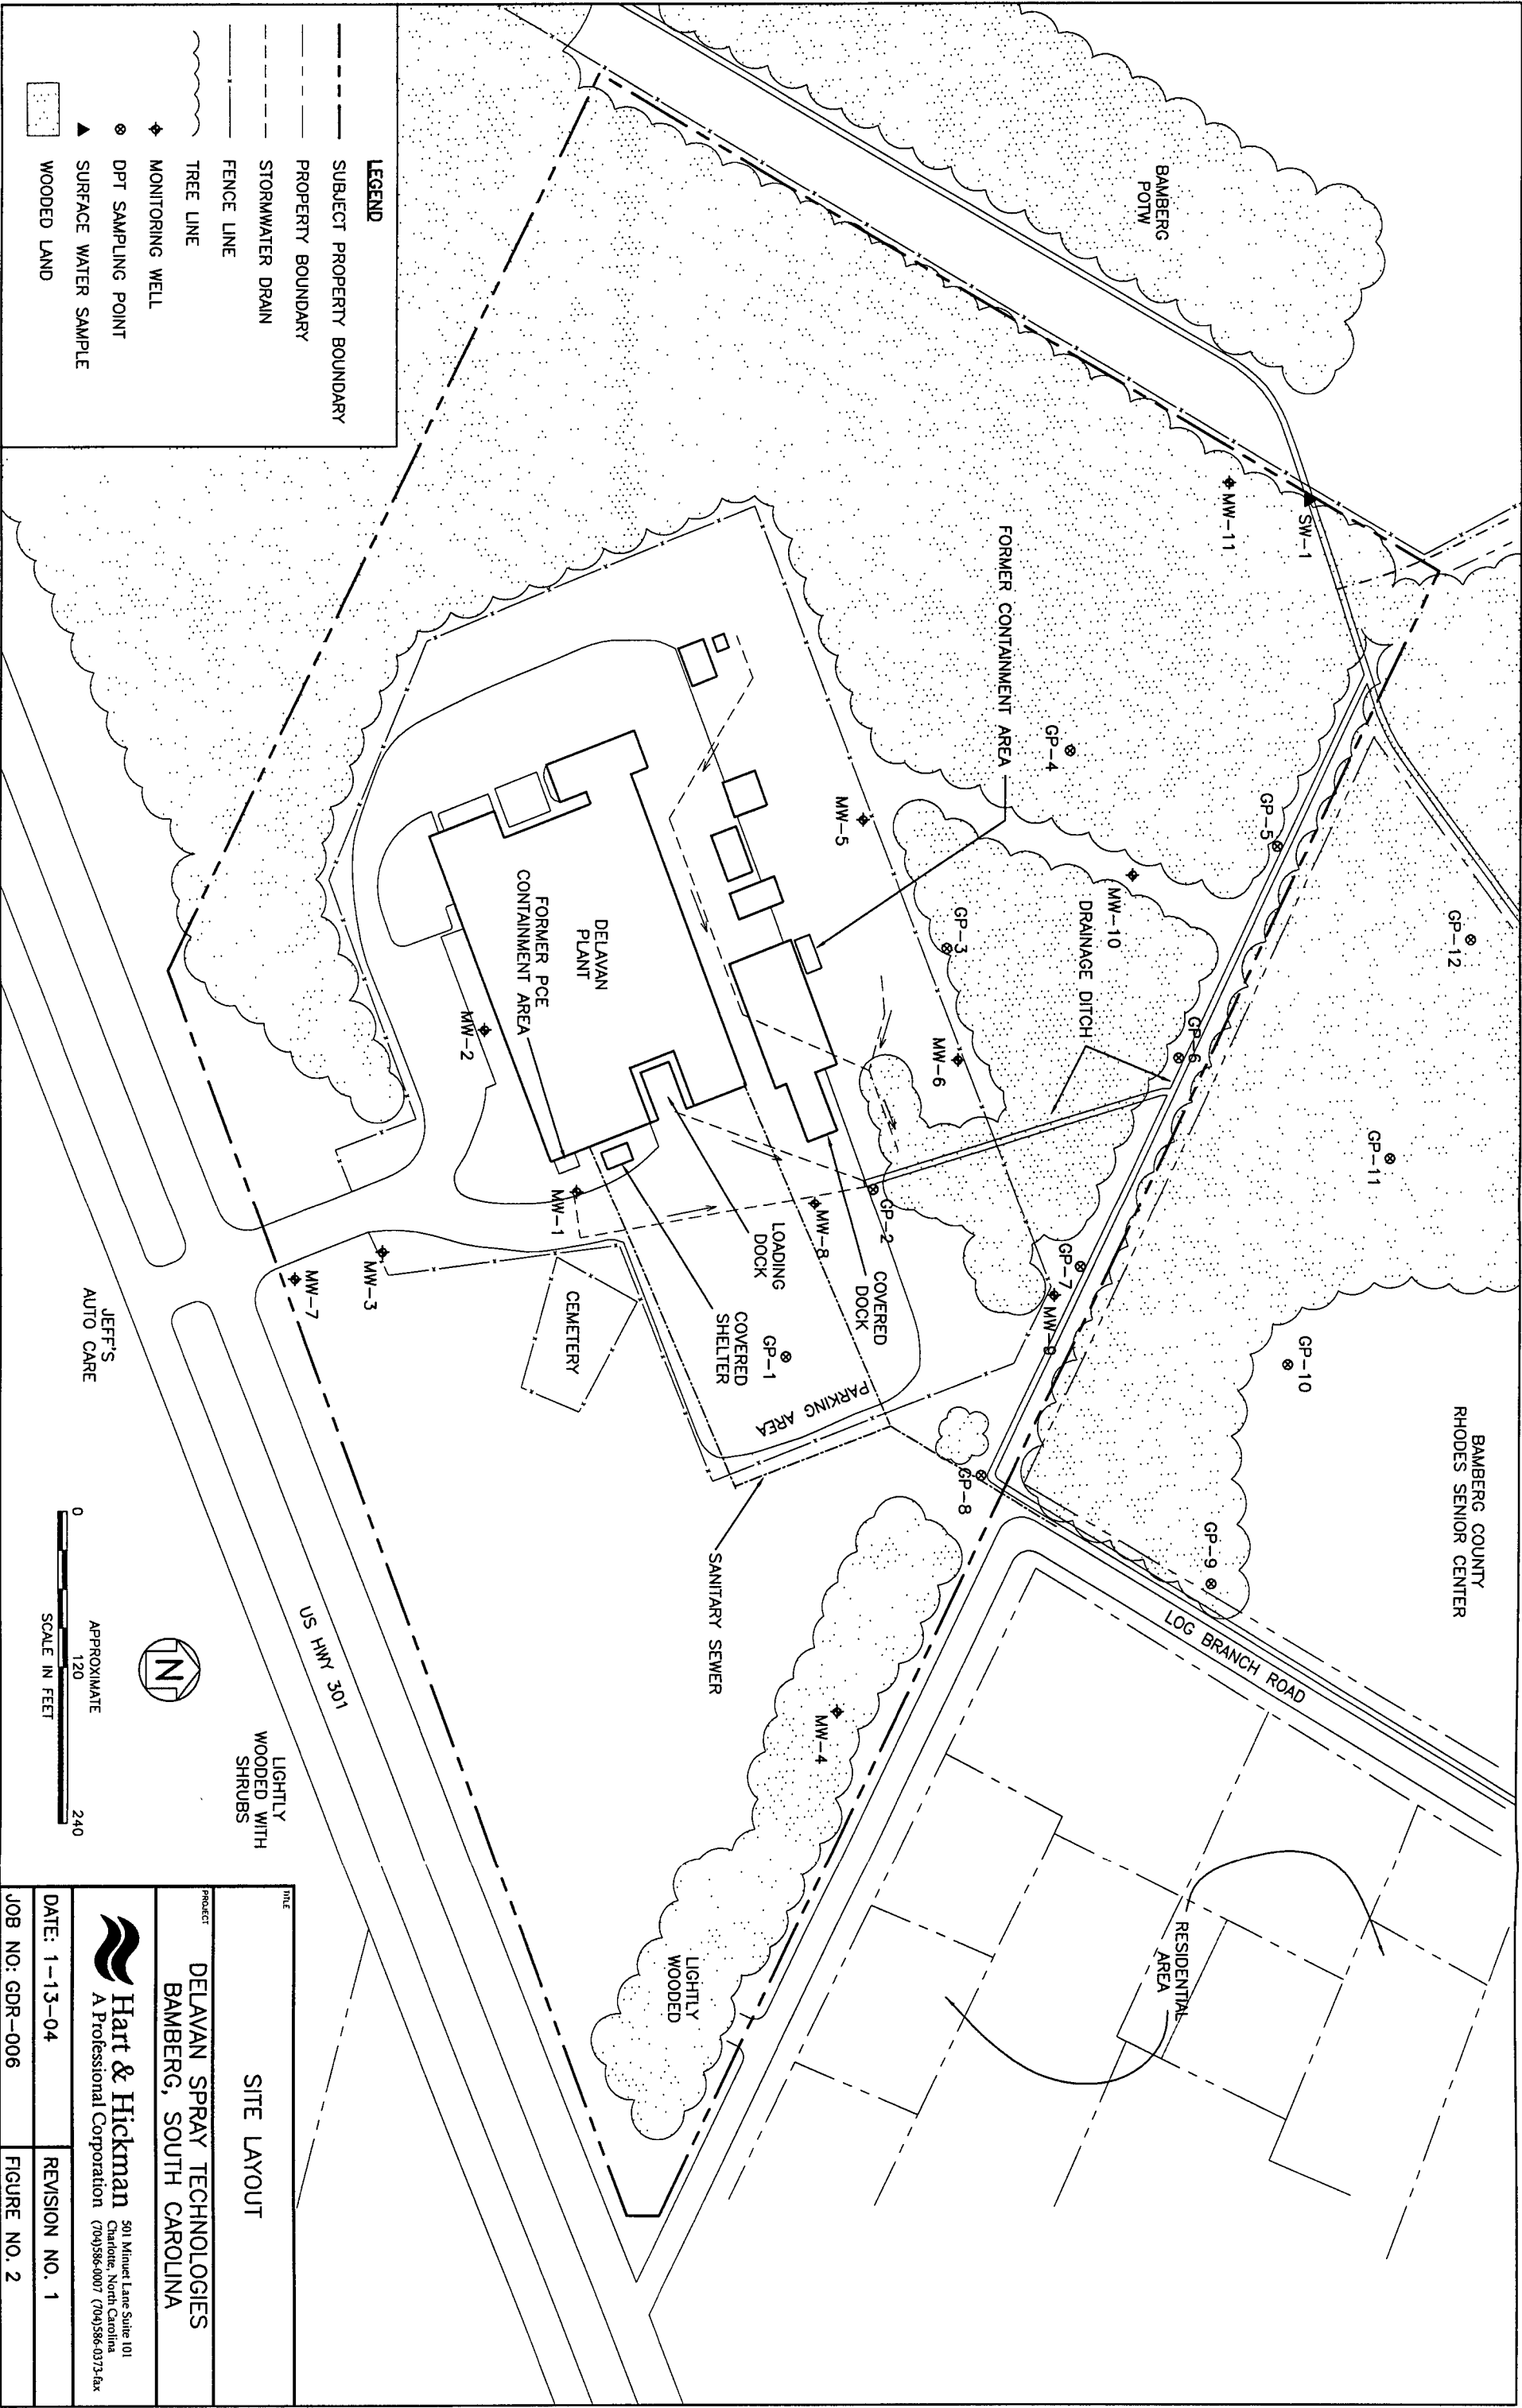 BAMBERG
POTW
SW-1
MW-11
FORMER CONTAINMENT AREA
GP-4
GP-5
GP-12
MW-5
MW-10
GP-3
DRAINAGE DITCH
GP-6
GP-11
MW-6
DELAVAN
PLANT
FORMER PCE
CONTAINMENT AREA
MW-2
MW-1
MW-8
GP-2
GP-7
MW-9
GP-10
BAMBERG COUNTY
RHODES SENIOR CENTER
LOADING
DOCK
COVERED
DOCK
COVERED
SHELTER
GP-1
PARKING AREA
CEMETERY
MW-3
MW-7
JEFF'S
AUTO CARE
GP-8
GP-9
LOG BRANCH ROAD
SANITARY SEWER
MW-4
US HWY 301
LIGHTLY
WOODED WITH
SHRUBS
LIGHTLY
WOODED
RESIDENTIAL
AREA
LEGEND
SUBJECT PROPERTY BOUNDARY
PROPERTY BOUNDARY
STORMWATER DRAIN
FENCE LINE
TREE LINE
MONITORING WELL
DPT SAMPLING POINT
SURFACE WATER SAMPLE
WOODED LAND
N
0 120 240
APPROXIMATE
SCALE IN FEET
TITLE
SITE LAYOUT
PROJECT
DELAVAN SPRAY TECHNOLOGIES
BAMBERG, SOUTH CAROLINA
Hart & Hickman
A Professional Corporation
501 Minuet Lane Suite 101
Charlotte, North Carolina
(704)586-0007 (704)586-0373-fax
DATE: 1-13-04
REVISION NO. 1
JOB NO: GDR-006
FIGURE NO. 2